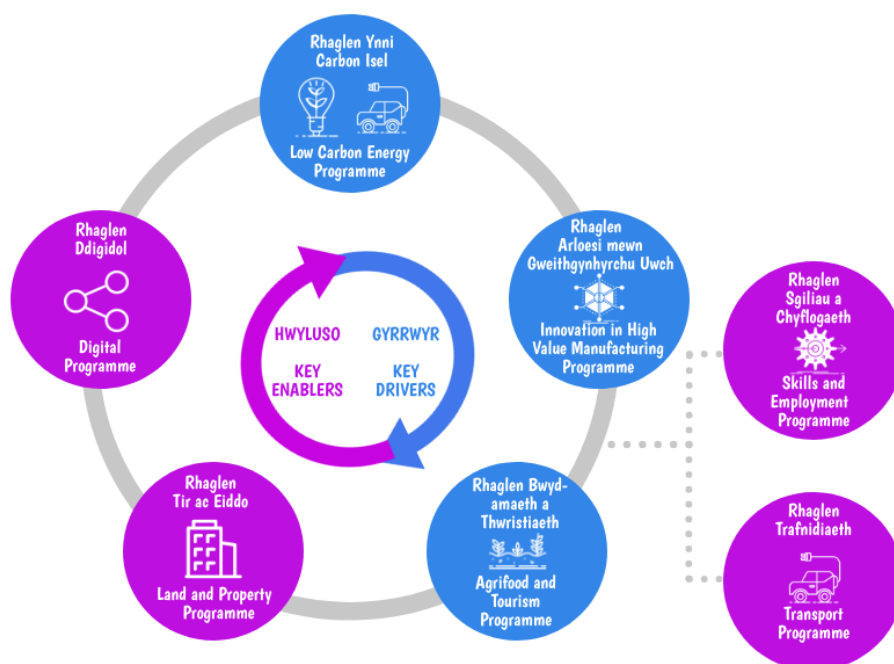 Rhaglen Ynni
Carbon Isel
Low Carbon Energy
Programme
Rhaglen
Ddigidol
Digital
Programme
Rhaglen
Arloesi mewn
Gweithgynhyrchu Uwch
Innovation in High
Value Manufacturing
Programme
Rhaglen
Sgiliau a
Chyflogaeth
Skills and
Employment
Programme
HWYLUSO
KEY
ENABLERS
GYRRWYR
KEY
DRIVERS
Rhaglen
Tir ac Eiddo
Land and Property
Programme
Rhaglen Bwyd-
amaeth a
Thwristiaeth
Agrifood and
Tourism
Programme
Rhaglen
Trafnidiaeth
Transport
Programme